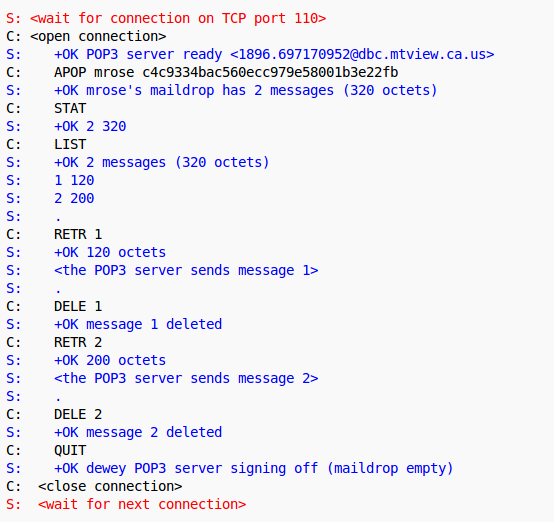 S: <wait for connection on TCP port 110>
C: <open connection>
S:    +OK POP3 server ready <1896.697170952@dbc.mtview.ca.us>
C:    APOP mrose c4c9334bac560ecc979e58001b3e22fb
S:    +OK mrose's maildrop has 2 messages (320 octets)
C:    STAT
S:    +OK 2 320
C:    LIST
S:    +OK 2 messages (320 octets)
S:    1 120
S:    2 200
S:    .
C:    RETR 1
S:    +OK 120 octets
S:    <the POP3 server sends message 1>
S:    .
C:    DELE 1
S:    +OK message 1 deleted
C:    RETR 2
S:    +OK 200 octets
S:    <the POP3 server sends message 2>
S:    .
C:    DELE 2
S:    +OK message 2 deleted
C:    QUIT
S:    +OK dewey POP3 server signing off (maildrop empty)
C:  <close connection>
S:  <wait for next connection>